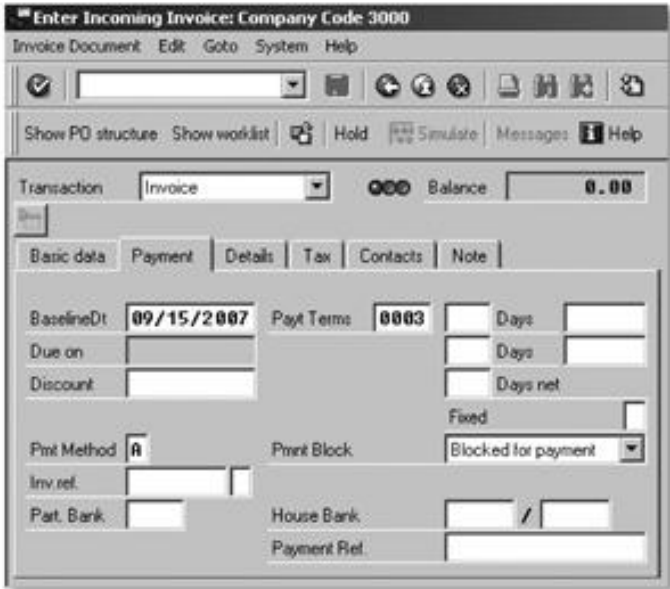 Enter Incoming Invoice: Company Code 3000
Invoice Document Edit Goto System Help
Show PO structure Show worklist Hold Simulate Messages Help
Transaction Invoice Balance 0.00
Basic data Payment Details Tax Contacts Note
BaselineDt 09/15/2007 Payt Terms 0003 Days
Due on Days
Discount Days net
Fixed
Pmt Method A Pmnt Block Blocked for payment
Inv.ref.
Part. Bank House Bank /
Payment Ref.